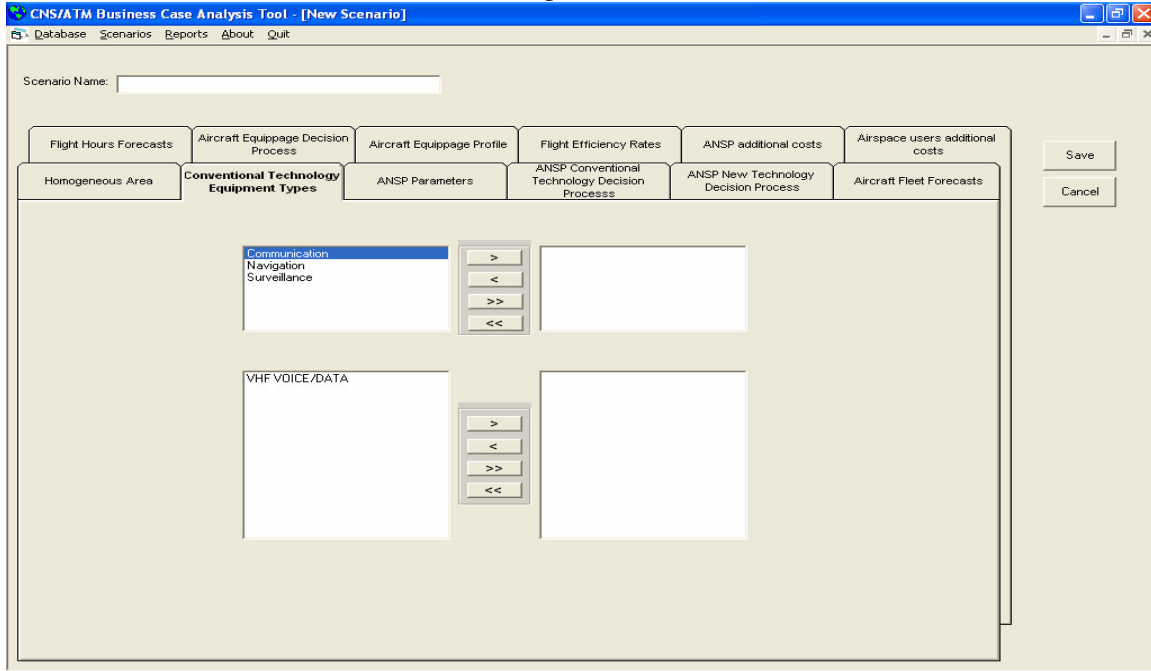 CNS/ATM Business Case Analysis Tool - [New Scenario]
Database Scenarios Reports About Quit
Scenario Name:
Flight Hours Forecasts
Aircraft Equippage Decision
Process
Aircraft Equippage Profile
Flight Efficiency Rates
ANSP additional costs
Airspace users additional
costs
Save
Homogeneous Area
Conventional Technology
Equipment Types
ANSP Parameters
ANSP Conventional
Technology Decision
Processs
ANSP New Technology
Decision Process
Aircraft Fleet Forecasts
Cancel
Communication
Navigation
Surveillance
>
<
>>
<<
VHF VOICE/DATA
>
<
>>
<<